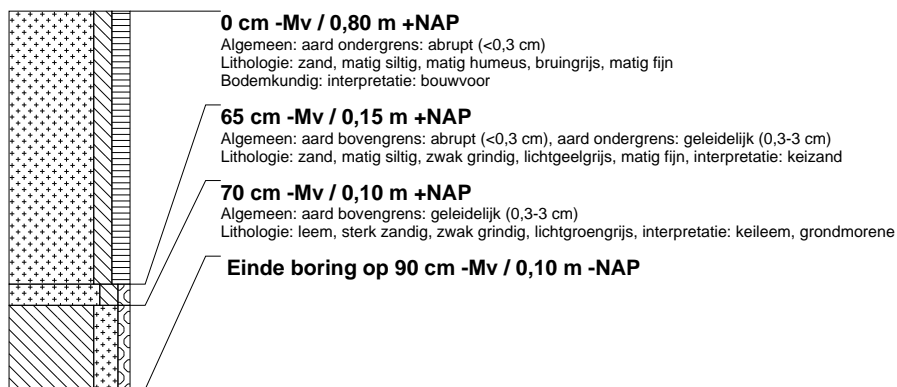 0 cm -Mv / 0,80 m +NAP
Algemeen: aard ondergrens: abrupt (<0,3 cm)
Lithologie: zand, matig siltig, matig humeus, bruingrijs, matig fijn
Bodemkundig: interpretatie: bouwvoor
65 cm -Mv / 0,15 m +NAP
Algemeen: aard bovengrens: abrupt (<0,3 cm), aard ondergrens: geleidelijk (0,3-3 cm)
Lithologie: zand, matig siltig, zwak grindig, lichtgeelgrijs, matig fijn, interpretatie: keizand
70 cm -Mv / 0,10 m +NAP
Algemeen: aard bovengrens: geleidelijk (0,3-3 cm)
Lithologie: leem, sterk zandig, zwak grindig, lichtgroengrijs, interpretatie: keileem, grondmorene
Einde boring op 90 cm -Mv / 0,10 m -NAP